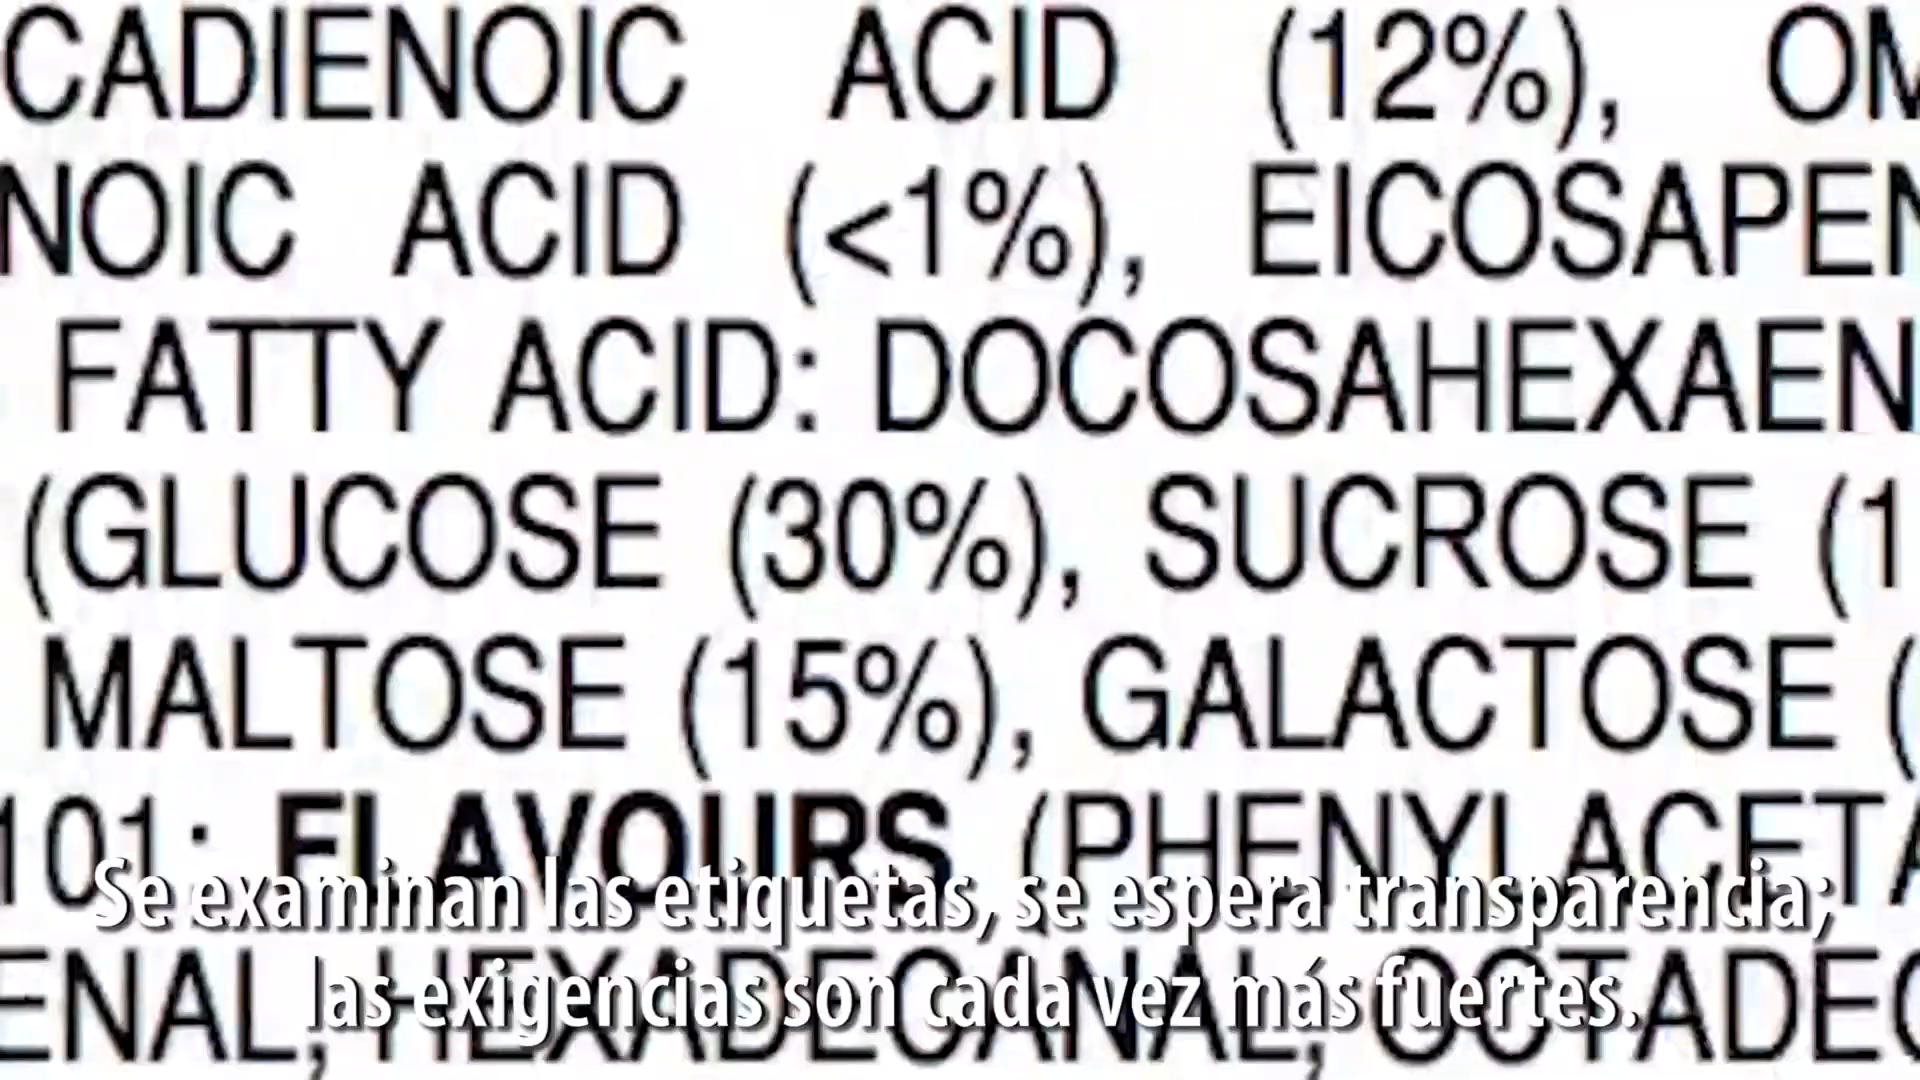 CADIENOIC ACID (12%), OM
NOIC ACID (<1%), EICOSAPEN
FATTY ACID: DOCOSAHEXAEN
(GLUCOSE (30%), SUCROSE (1
MALTOSE (15%), GALACTOSE (
101; FLAVOURS (PHENYLACETA
Se examinan las etiquetas, se espera transparencia;
ENAL, HEXADECANAL, OCTADEC
las exigencias son cada vez más fuertes.